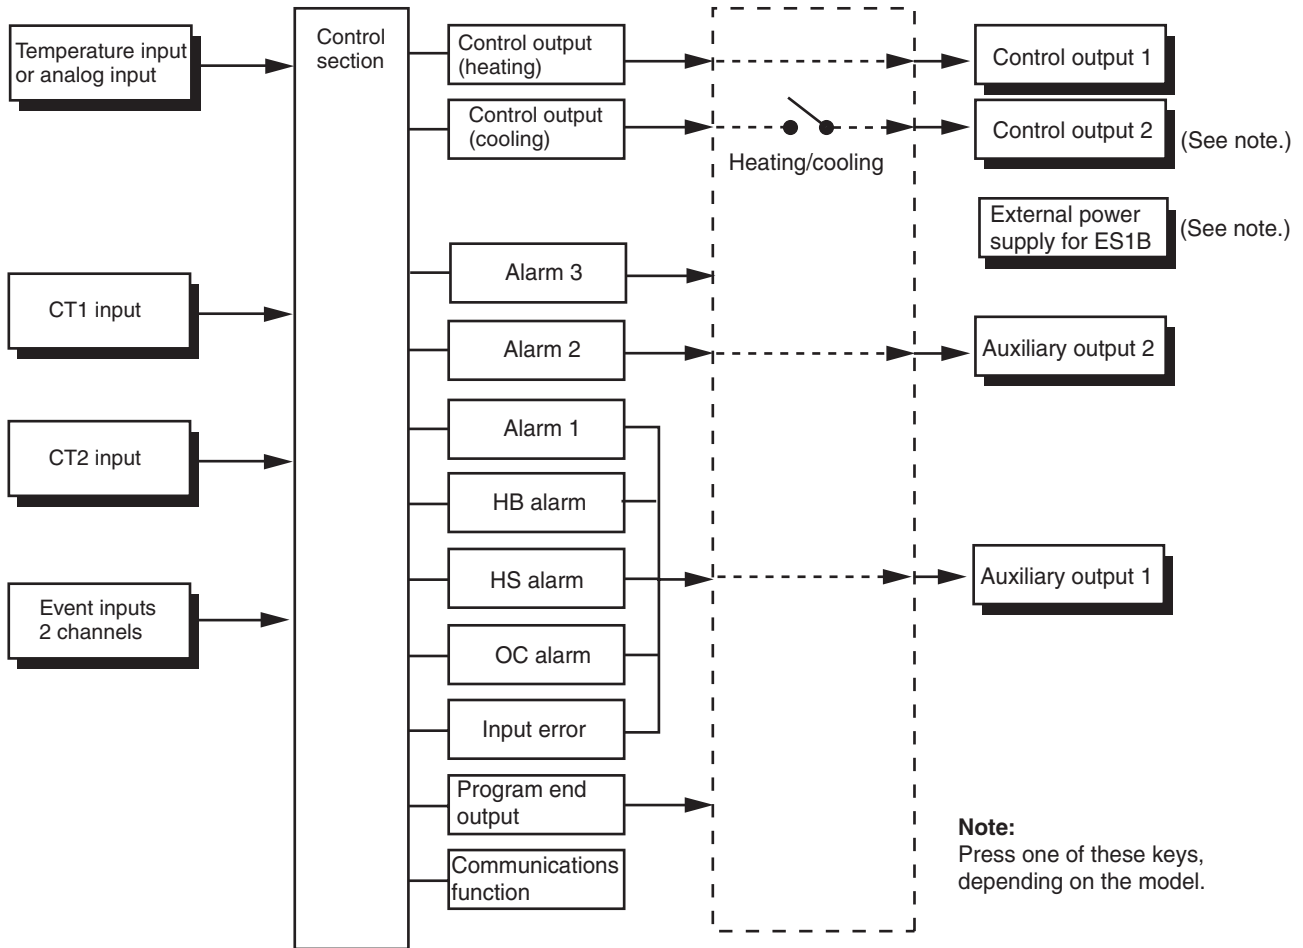 Temperature input
or analog input
CT1 input
CT2 input
Event inputs
2 channels
Control
section
Control output
(heating)
Control output
(cooling)
Alarm 3
Alarm 2
Alarm 1
HB alarm
HS alarm
OC alarm
Input error
Program end
output
Communications
function
Heating/cooling
Control output 1
Control output 2
(See note.)
External power
supply for ES1B
(See note.)
Auxiliary output 2
Auxiliary output 1
Note:
Press one of these keys,
depending on the model.